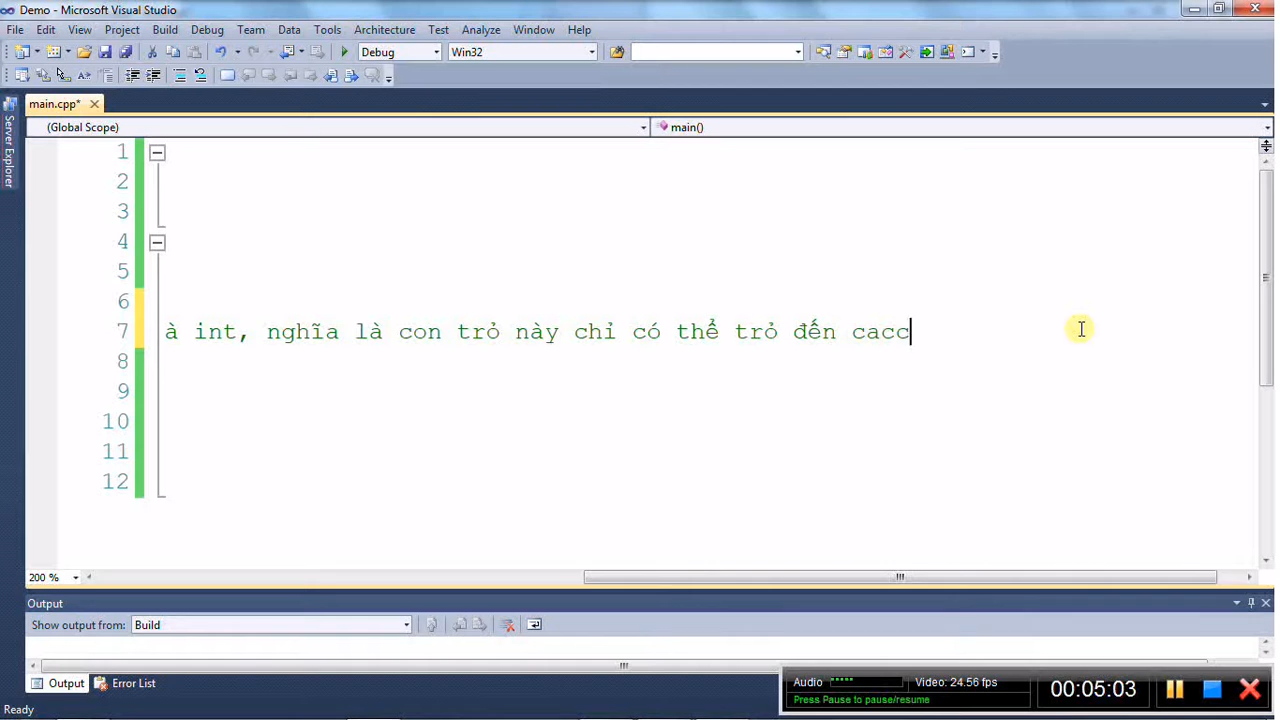 Demo - Microsoft Visual Studio
File Edit View Project Build Debug Team Data Tools Architecture Test Analyze Window Help
Debug Win32
main.cpp*
Server Explorer
(Global Scope) main()
1
2
3
4
5
6
7 à int, nghĩa là con trỏ này chỉ có thể trỏ đến cacc
8
9
10
11
12
200 %
Output
Show output from: Build
Output Error List
Ready
Audio Video: 24.56 fps
Press Pause to pause/resume
00:05:03